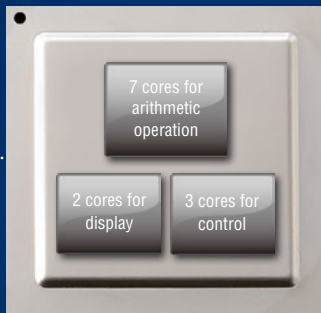 7 cores for
arithmetic
operation
2 cores for
display
3 cores for
control